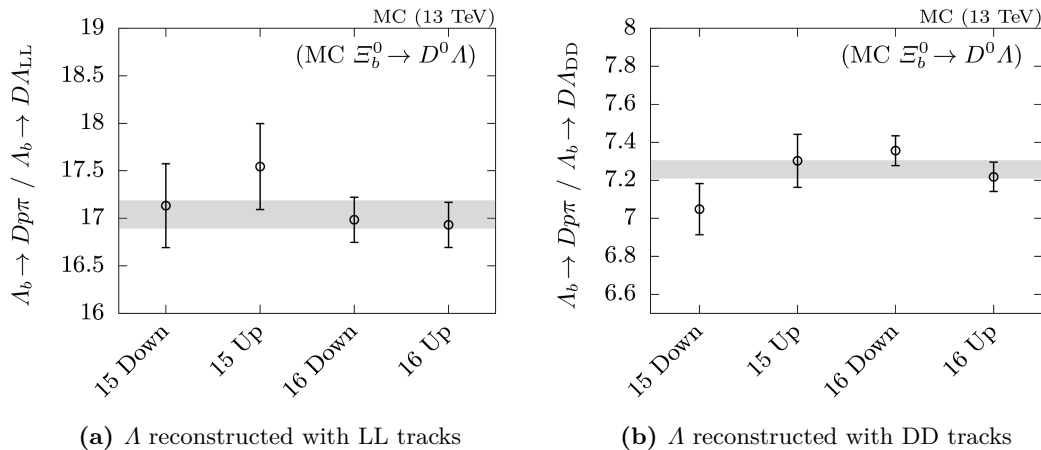 MC (13 TeV)
(MC Ξ_b^0 → D^0 Λ)
Λ_b → Dpπ / Λ_b → DΛ_LL
19
18.5
18
17.5
17
16.5
16
15 Down
15 Up
16 Down
16 Up
(a) Λ reconstructed with LL tracks
MC (13 TeV)
(MC Ξ_b^0 → D^0 Λ)
Λ_b → Dpπ / Λ_b → DΛ_DD
8
7.8
7.6
7.4
7.2
7
6.8
6.6
15 Down
15 Up
16 Down
16 Up
(b) Λ reconstructed with DD tracks